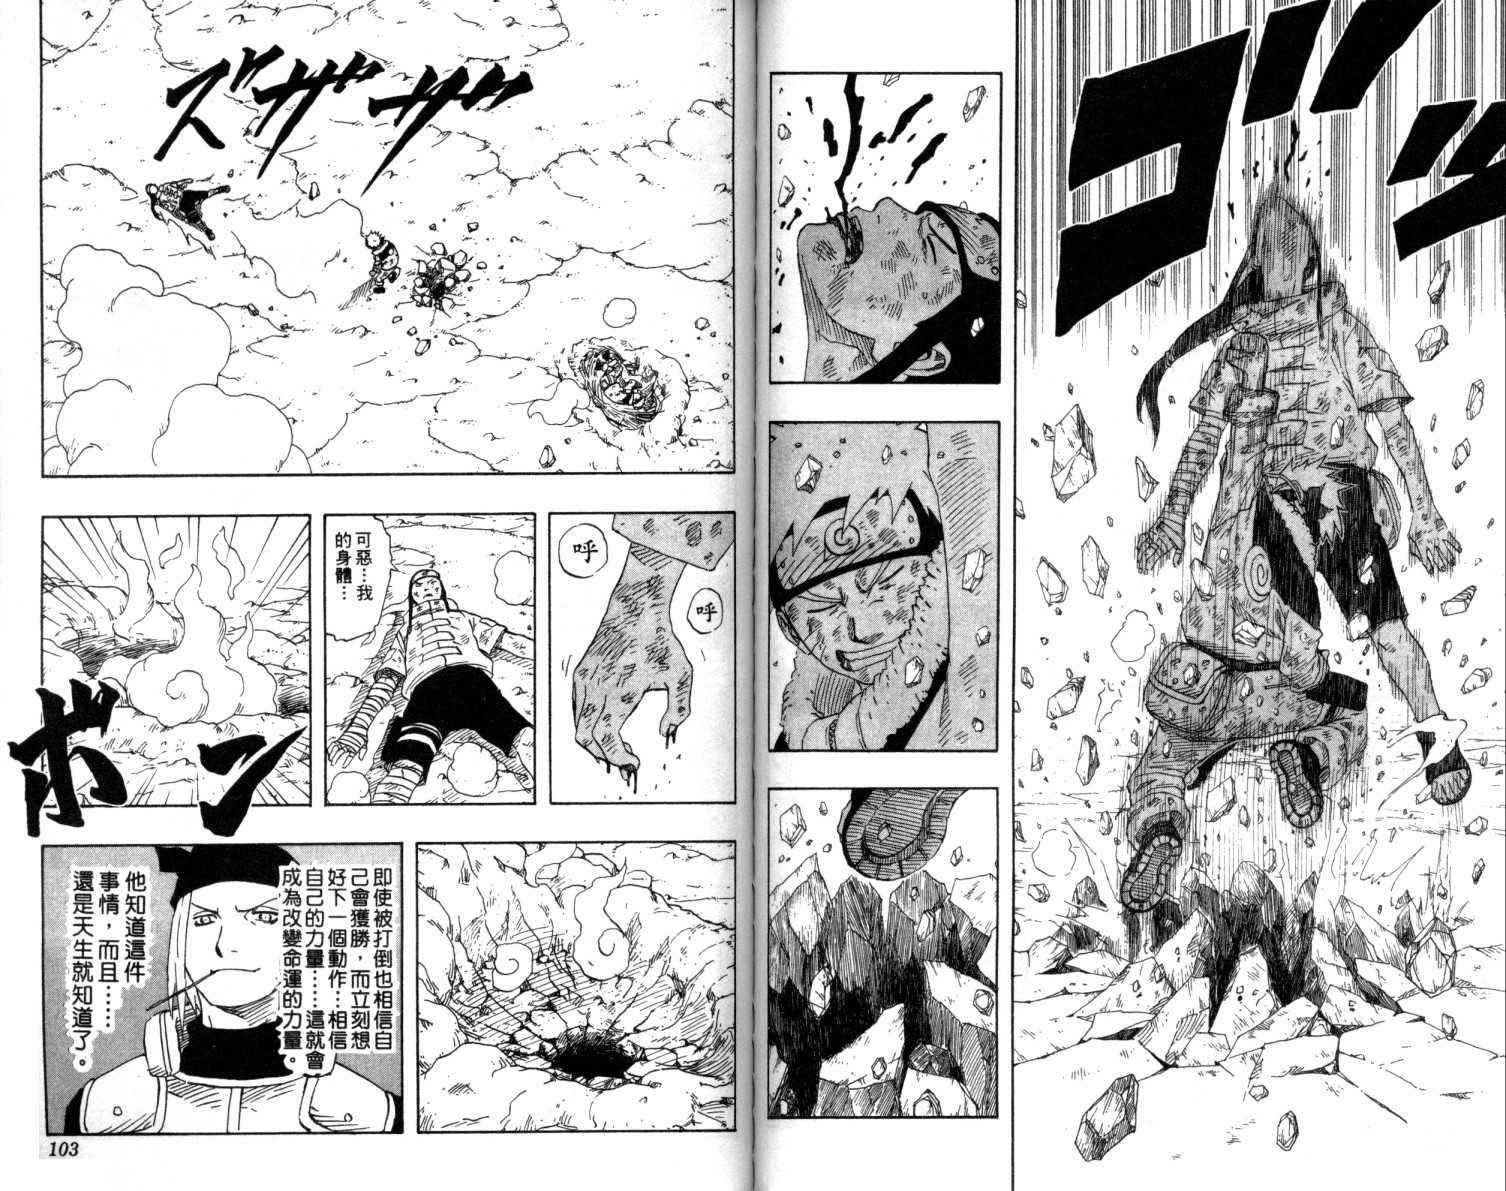 ゴッ
ズザザザ
呼
呼
可惡…我
的身體…
ボン
即使被打倒也相信自
己會獲勝，而立刻想
好下一個動作…相信
自己的力量……這就會
成為改變命運的力量。
他知道這件
事情，而且……
還是天生就知道了。
103